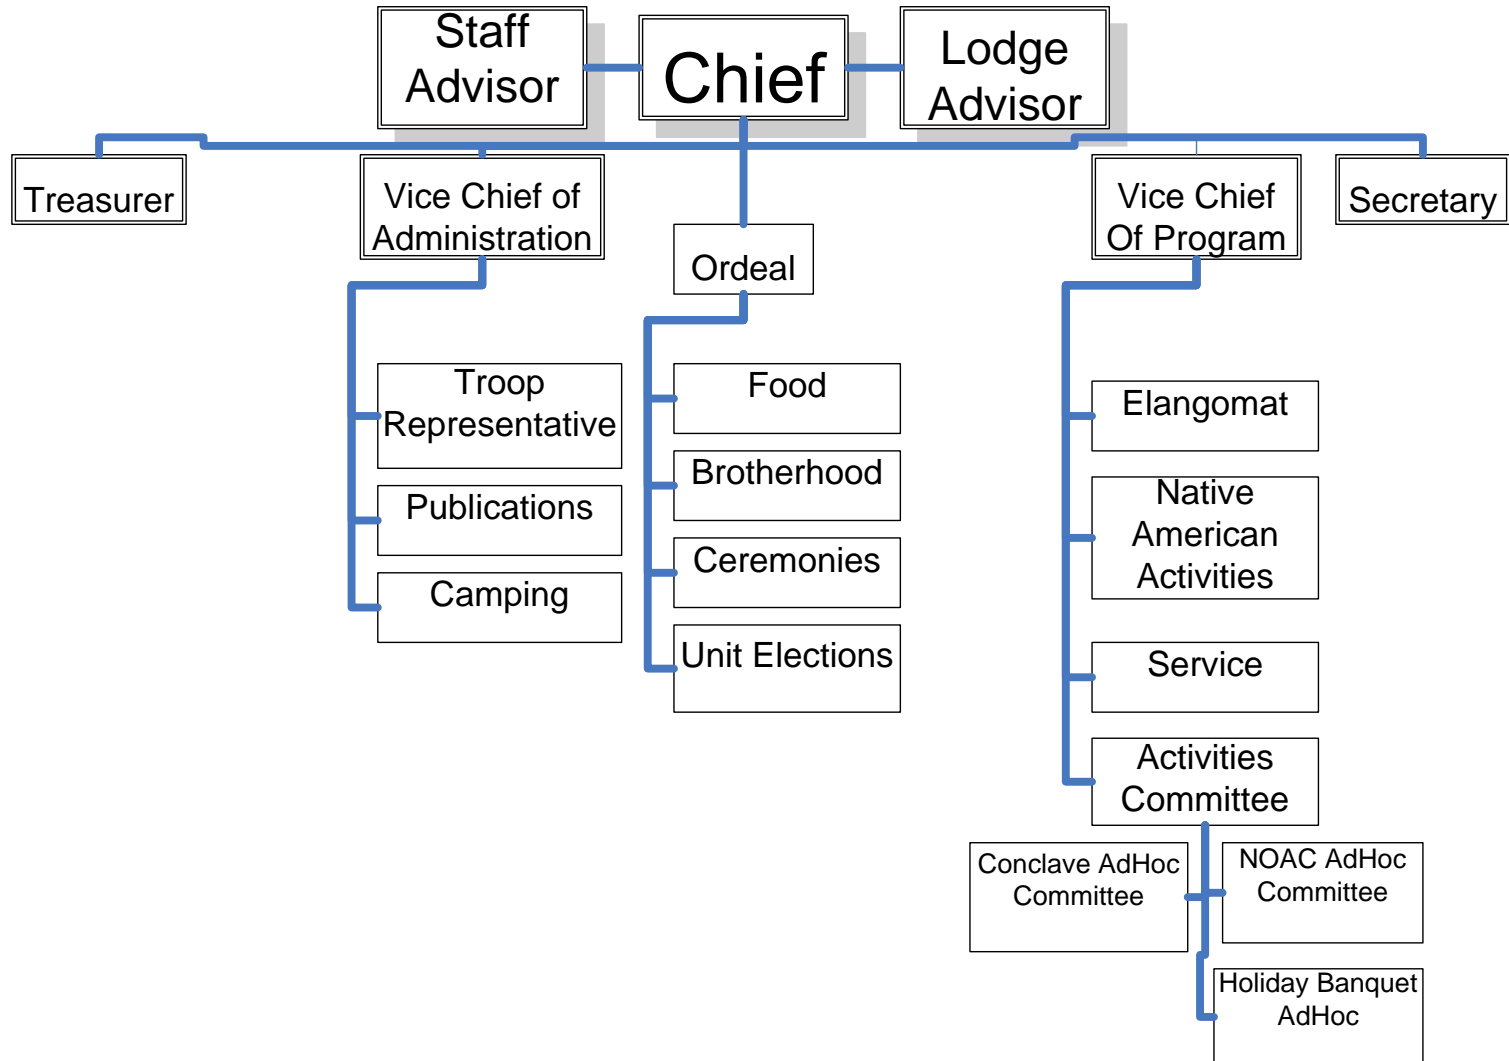 Staff
Advisor
Chief
Lodge
Advisor
Treasurer
Vice Chief of
Administration
Ordeal
Vice Chief
Of Program
Secretary
Troop
Representative
Publications
Camping
Food
Brotherhood
Ceremonies
Unit Elections
Elangomat
Native
American
Activities
Service
Activities
Committee
Conclave AdHoc
Committee
NOAC AdHoc
Committee
Holiday Banquet
AdHoc